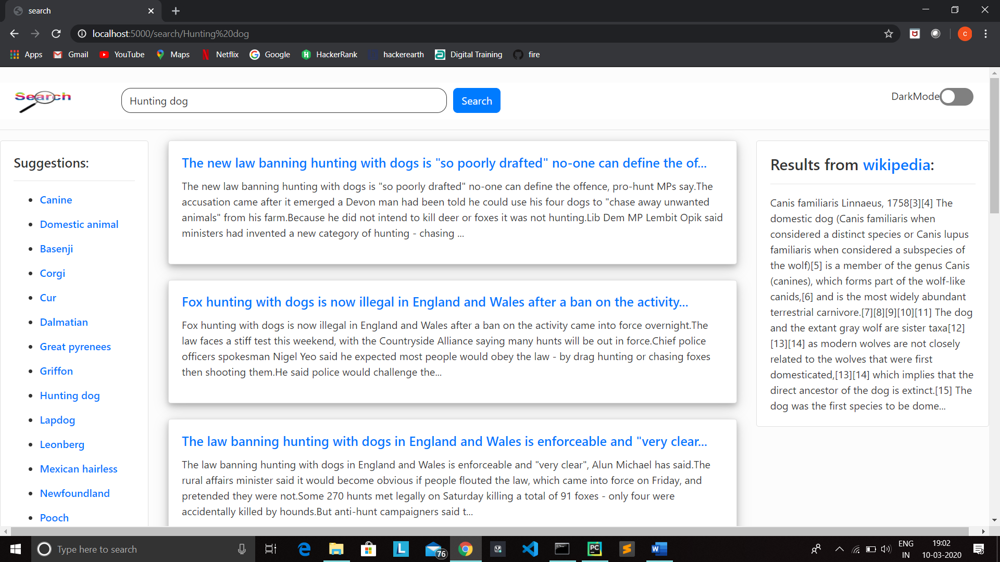 search
localhost:5000/search/Hunting%20dog
C
Apps
Gmail
YouTube
Maps
Netflix
Google
HackerRank
hackerearth
Digital Training
fire
Search
Hunting dog
Search
DarkMode
Suggestions:
Canine
Domestic animal
Basenji
Corgi
Cur
Dalmatian
Great pyrenees
Griffon
Hunting dog
Lapdog
Leonberg
Mexican hairless
Newfoundland
Pooch
The new law banning hunting with dogs is "so poorly drafted" no-one can define the of...
The new law banning hunting with dogs is "so poorly drafted" no-one can define the offence, pro-hunt MPs say.The
accusation came after it emerged a Devon man had been told he could use his four dogs to "chase away unwanted
animals" from his farm.Because he did not intend to kill deer or foxes it was not hunting.Lib Dem MP Lembit Opik said
ministers had invented a new category of hunting - chasing ...
Fox hunting with dogs is now illegal in England and Wales after a ban on the activity...
Fox hunting with dogs is now illegal in England and Wales after a ban on the activity came into force overnight.The
law faces a stiff test this weekend, with the Countryside Alliance saying many hunts will be out in force.Chief police
officers spokesman Nigel Yeo said he expected most people would obey the law - by drag hunting or chasing foxes
then shooting them.He said police would challenge the...
The law banning hunting with dogs in England and Wales is enforceable and "very clear...
The law banning hunting with dogs in England and Wales is enforceable and "very clear", Alun Michael has said.The
rural affairs minister said it would become obvious if people flouted the law, which came into force on Friday, and
pretended they were not.Some 270 hunts met legally on Saturday killing a total of 91 foxes - only four were
accidentally killed by hounds.But anti-hunt campaigners said t...
Results from wikipedia:
Canis familiaris Linnaeus, 1758[3][4] The
domestic dog (Canis familiaris when
considered a distinct species or Canis lupus
familiaris when considered a subspecies of
the wolf)[5] is a member of the genus Canis
(canines), which forms part of the wolf-like
canids,[6] and is the most widely abundant
terrestrial carnivore.[7][8][9][10][11] The dog
and the extant gray wolf are sister taxa[12]
[13][14] as modern wolves are not closely
related to the wolves that were first
domesticated,[13][14] which implies that the
direct ancestor of the dog is extinct.[15] The
dog was the first species to be dome...
Type here to search
L
76
PC
W
ENG
IN
19:02
10-03-2020